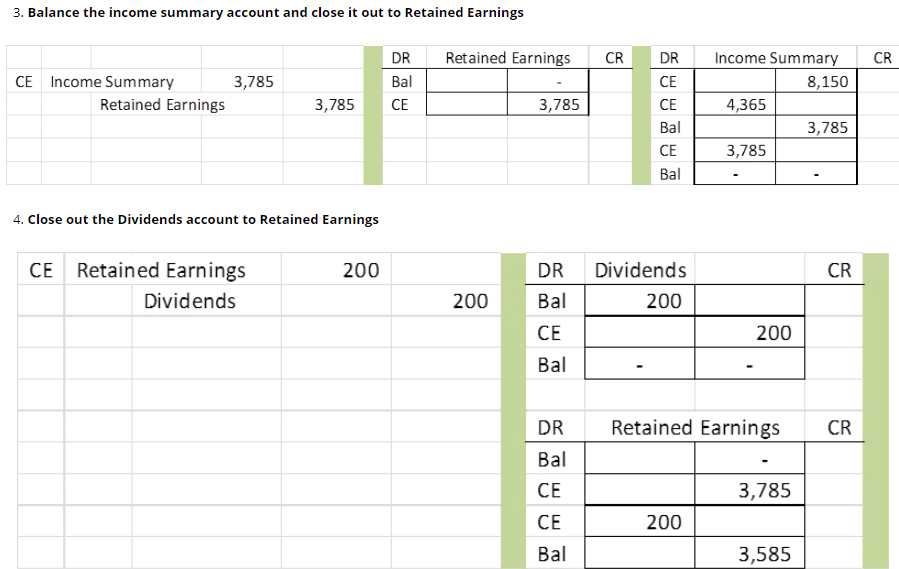 3. Balance the income summary account and close it out to Retained Earnings
DR Retained Earnings CR DR Income Summary CR
CE Income Summary 3,785 Bal - CE 8,150
Retained Earnings 3,785 CE 3,785 CE 4,365
Bal 3,785
CE 3,785
Bal - -
4. Close out the Dividends account to Retained Earnings
CE Retained Earnings 200 DR Dividends CR
Dividends 200 Bal 200
CE 200
Bal - -
DR Retained Earnings CR
Bal -
CE 3,785
CE 200
Bal 3,585